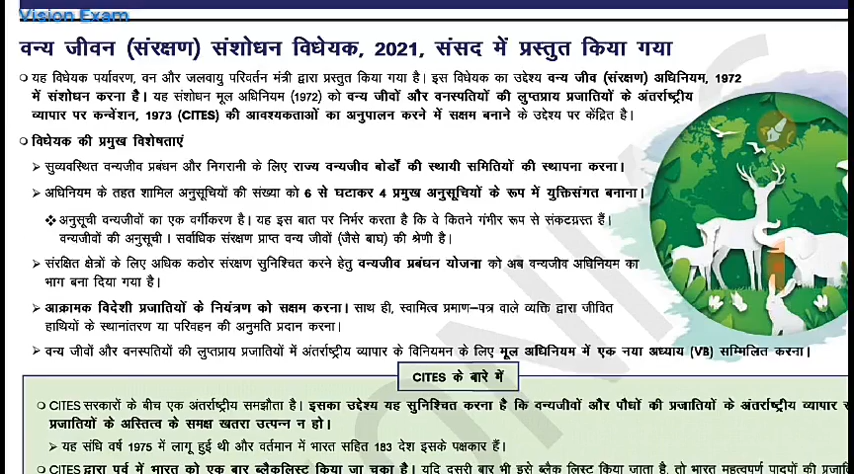 Vision Exam
वन्य जीवन (संरक्षण) संशोधन विधेयक, 2021, संसद में प्रस्तुत किया गया
○ यह विधेयक पर्यावरण, वन और जलवायु परिवर्तन मंत्री द्वारा प्रस्तुत किया गया है। इस विधेयक का उद्देश्य वन्य जीव (संरक्षण) अधिनियम, 1972
में संशोधन करना है। यह संशोधन मूल अधिनियम (1972) को वन्य जीवों और वनस्पतियों की लुप्तप्राय प्रजातियों के अंतर्राष्ट्रीय
व्यापार पर कन्वेंशन, 1973 (CITES) की आवश्यकताओं का अनुपालन करने में सक्षम बनाने के उद्देश्य पर केंद्रित है।
○ विधेयक की प्रमुख विशेषताएं
➢ सुव्यवस्थित वन्यजीव प्रबंधन और निगरानी के लिए राज्य वन्यजीव बोर्डों की स्थायी समितियों की स्थापना करना।
➢ अधिनियम के तहत शामिल अनुसूचियों की संख्या को 6 से घटाकर 4 प्रमुख अनुसूचियों के रूप में युक्तिसंगत बनाना।
❖ अनुसूची वन्यजीवों का एक वर्गीकरण है। यह इस बात पर निर्भर करता है कि वे कितने गंभीर रूप से संकटग्रस्त हैं।
वन्यजीवों की अनुसूची । सर्वाधिक संरक्षण प्राप्त वन्य जीवों (जैसे बाघ) की श्रेणी है।
➢ संरक्षित क्षेत्रों के लिए अधिक कठोर संरक्षण सुनिश्चित करने हेतु वन्यजीव प्रबंधन योजना को अब वन्यजीव अधिनियम का
भाग बना दिया गया है।
➢ आक्रामक विदेशी प्रजातियों के नियंत्रण को सक्षम करना। साथ ही, स्वामित्व प्रमाण–पत्र वाले व्यक्ति द्वारा जीवित
हाथियों के स्थानांतरण या परिवहन की अनुमति प्रदान करना।
➢ वन्य जीवों और वनस्पतियों की लुप्तप्राय प्रजातियों में अंतर्राष्ट्रीय व्यापार के विनियमन के लिए मूल अधिनियम में एक नया अध्याय (VB) सम्मिलित करना।
CITES के बारे में
○ CITES सरकारों के बीच एक अंतर्राष्ट्रीय समझौता है। इसका उद्देश्य यह सुनिश्चित करना है कि वन्यजीवों और पौधों की प्रजातियों के अंतर्राष्ट्रीय व्यापार
प्रजातियों के अस्तित्व के समक्ष खतरा उत्पन्न न हो।
➢ यह संधि वर्ष 1975 में लागू हुई थी और वर्तमान में भारत सहित 183 देश इसके पक्षकार हैं।
○ CITES द्वारा पूर्व में भारत को एक बार ब्लैकलिस्ट किया जा चुका है। यदि दूसरी बार भी इसे ब्लैक लिस्ट किया जाता है, तो भारत महत्वपूर्ण पादपों की